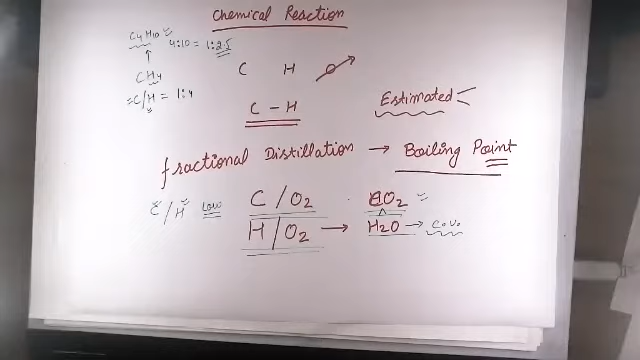 Chemical Reaction
C4H10 4:10 = 1:2.5
CH4
C/H = 1:4
C H O
C - H
Estimated
fractional Distillation → Boiling Point
C/H Low
C/O2 CO2
H/O2 → H2O → C.V.